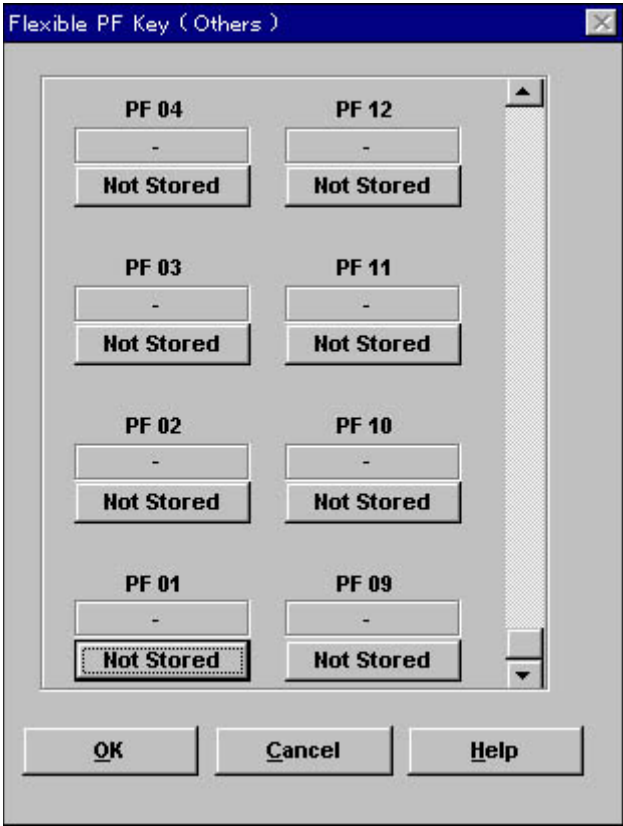 Flexible PF Key ( Others )
PF 04 PF 12
- -
Not Stored Not Stored
PF 03 PF 11
- -
Not Stored Not Stored
PF 02 PF 10
- -
Not Stored Not Stored
PF 01 PF 09
- -
Not Stored Not Stored
OK Cancel Help